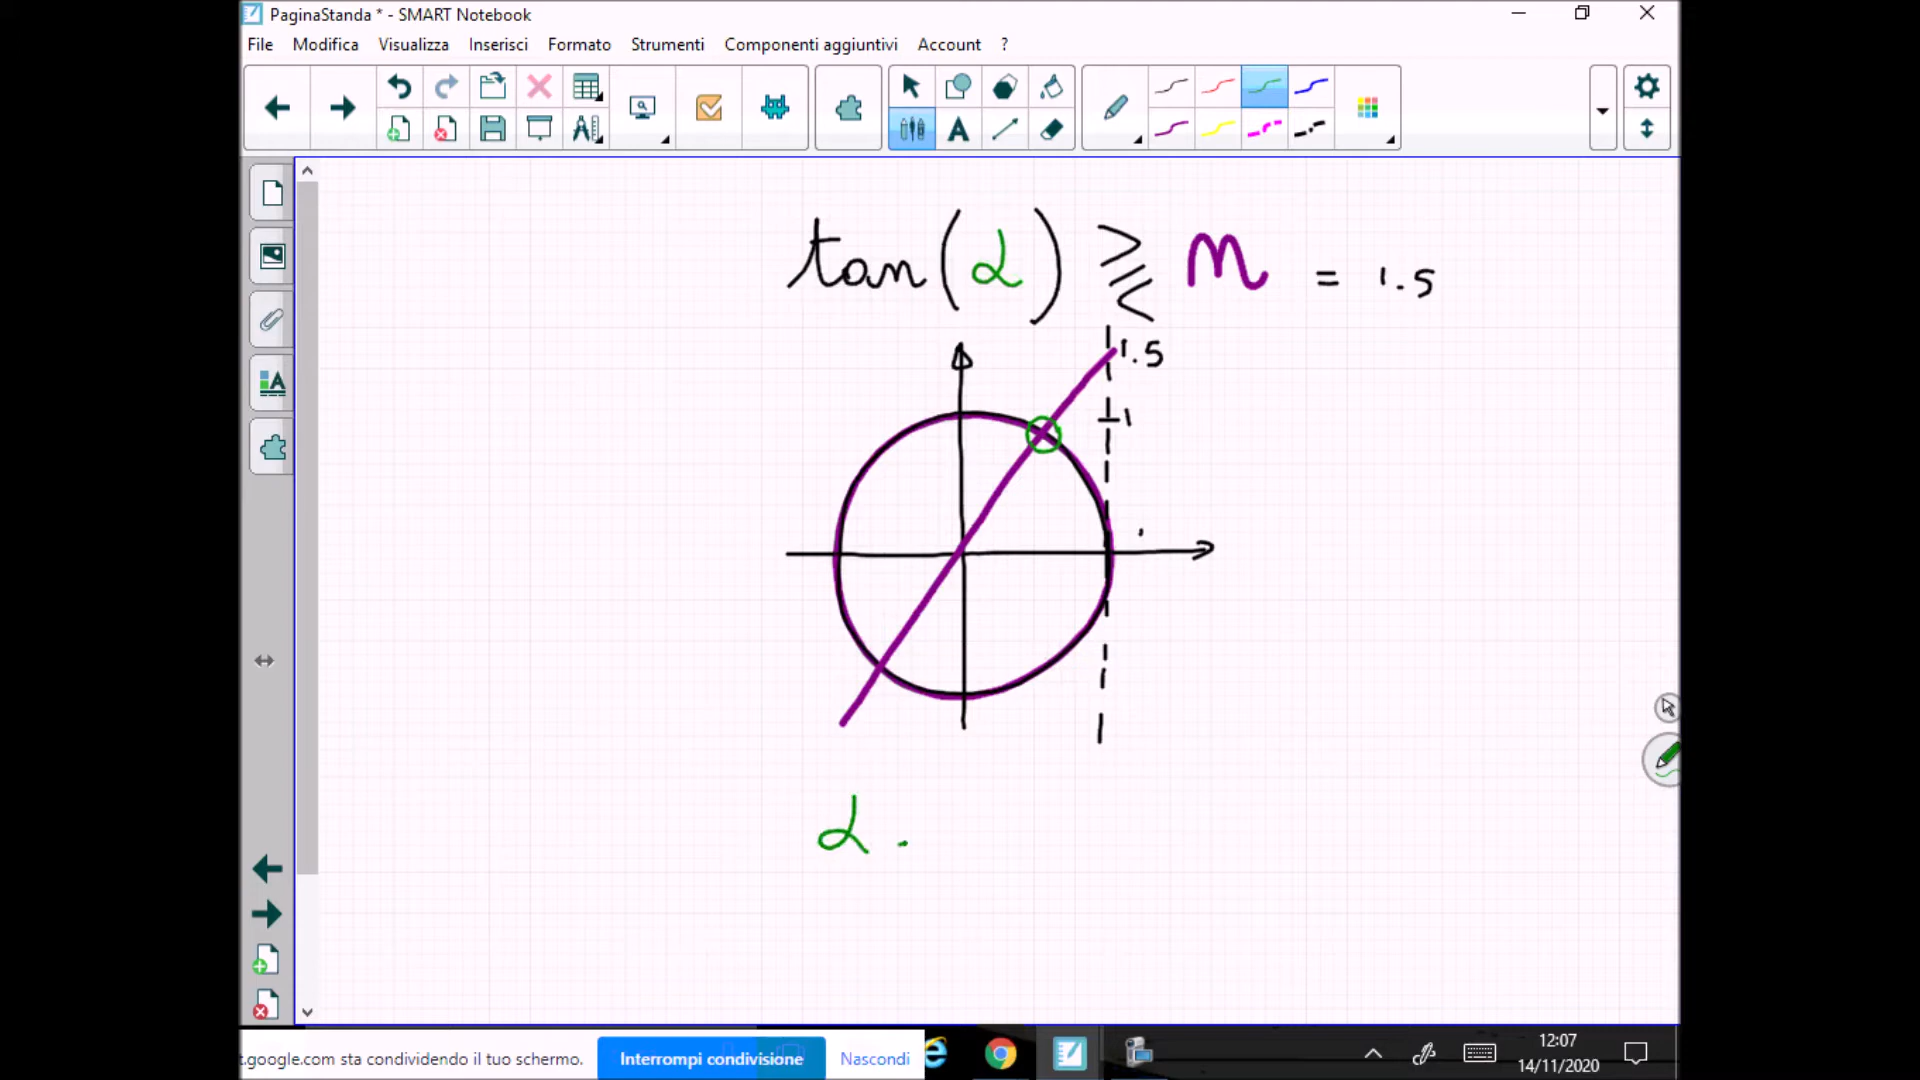 PaginaStanda * - SMART Notebook
File Modifica Visualizza Inserisci Formato Strumenti Componenti aggiuntivi Account ?
tan(α) ⋛ m = 1.5
1.5
1
α
t.google.com sta condividendo il tuo schermo. Interrompi condivisione Nascondi
12:07
14/11/2020